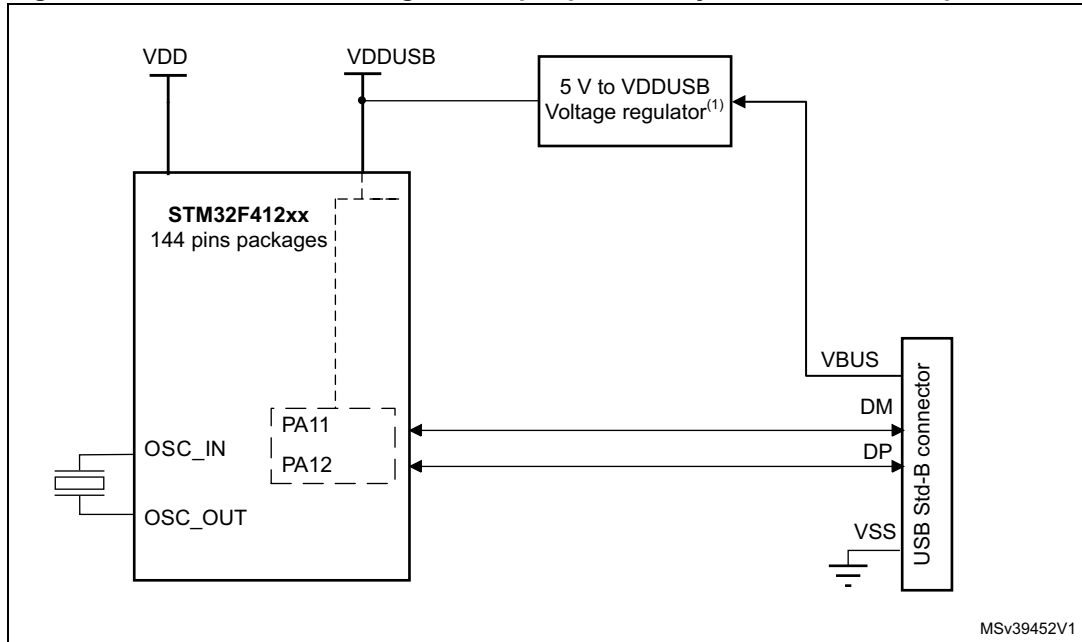 VDD
VDDUSB
5 V to VDDUSB
Voltage regulator(1)
STM32F412xx
144 pins packages
VBUS
DM
PA11
OSC_IN
DP
PA12
OSC_OUT
VSS
USB Std-B connector
MSv39452V1